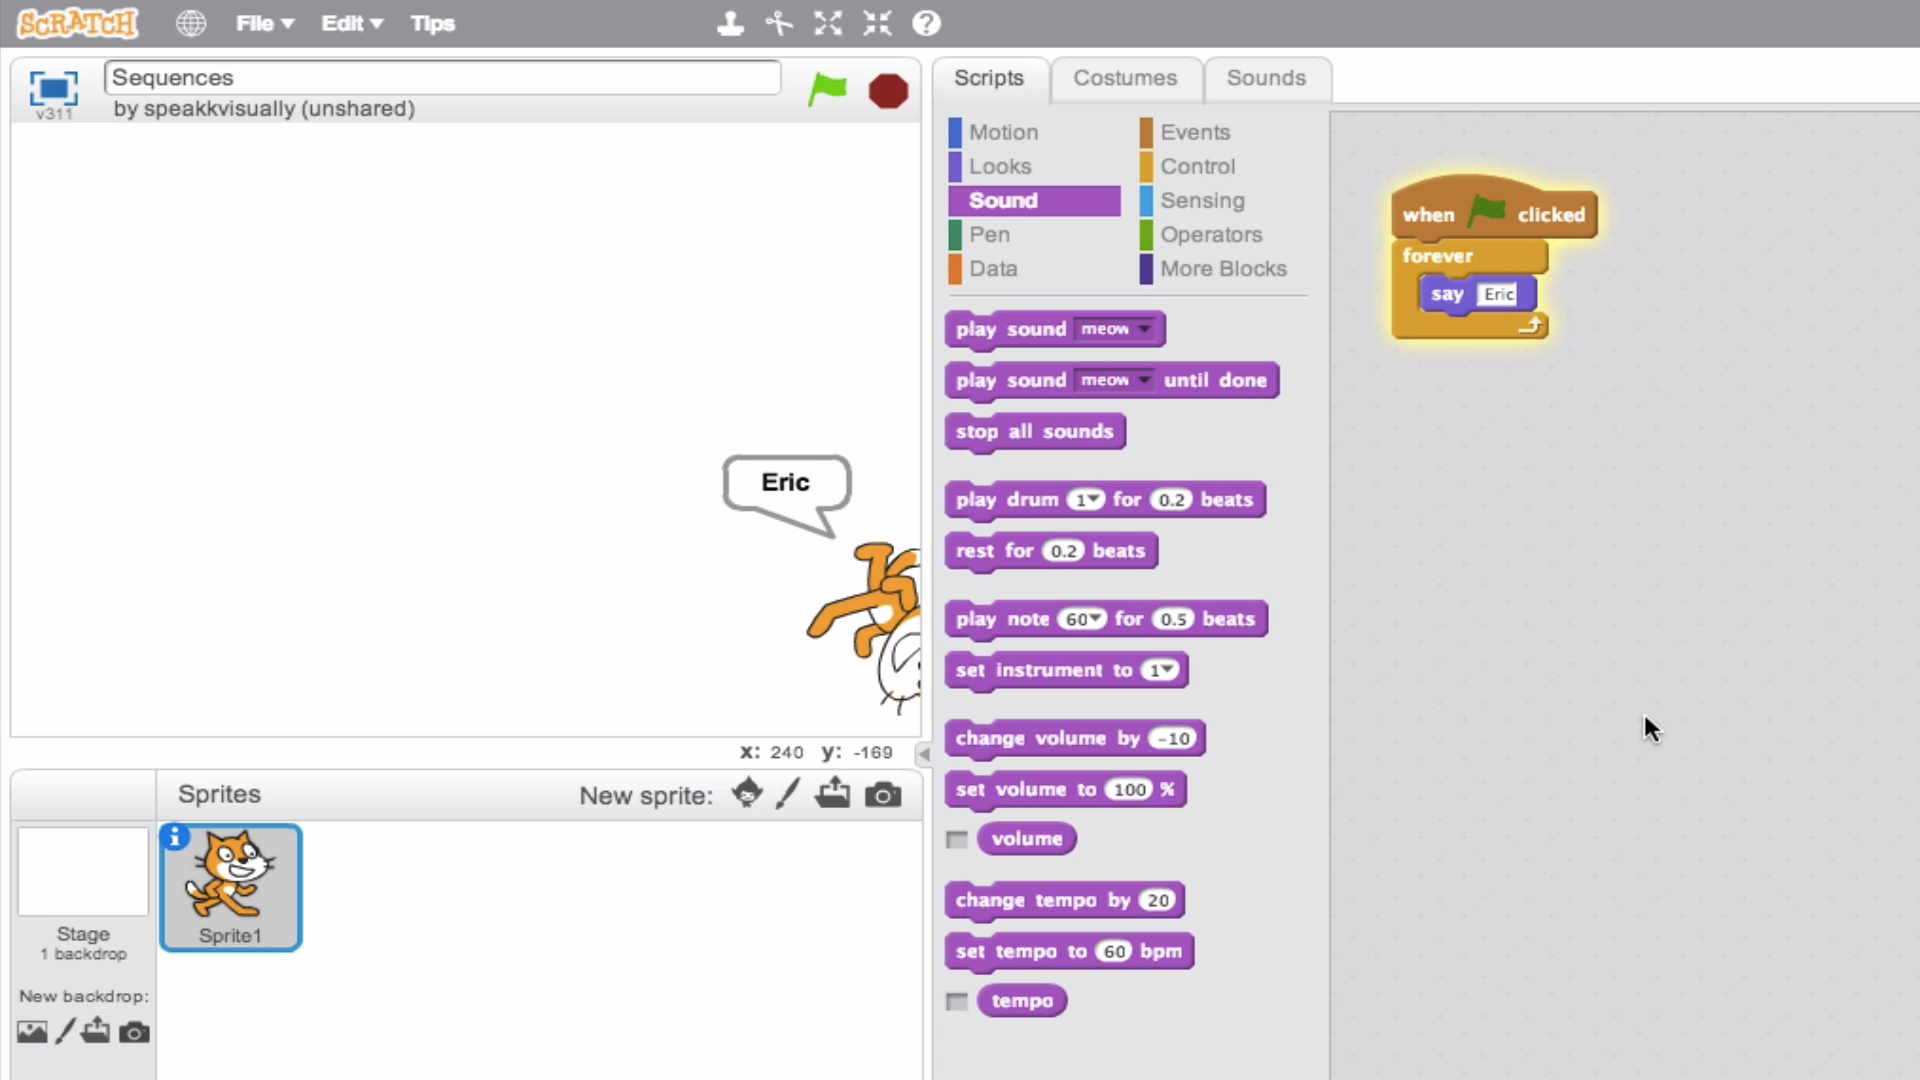 SCRATCH File Edit Tips
Sequences
v311
by speakkvisually (unshared)
Eric
x: 240 y: -169
Sprites
New sprite:
Stage
1 backdrop
New backdrop:
Sprite1
Scripts Costumes Sounds
Motion Events
Looks Control
Sound Sensing
Pen Operators
Data More Blocks
play sound meow
play sound meow until done
stop all sounds
play drum 1 for 0.2 beats
rest for 0.2 beats
play note 60 for 0.5 beats
set instrument to 1
change volume by -10
set volume to 100 %
volume
change tempo by 20
set tempo to 60 bpm
tempo
when clicked
forever
say Eric